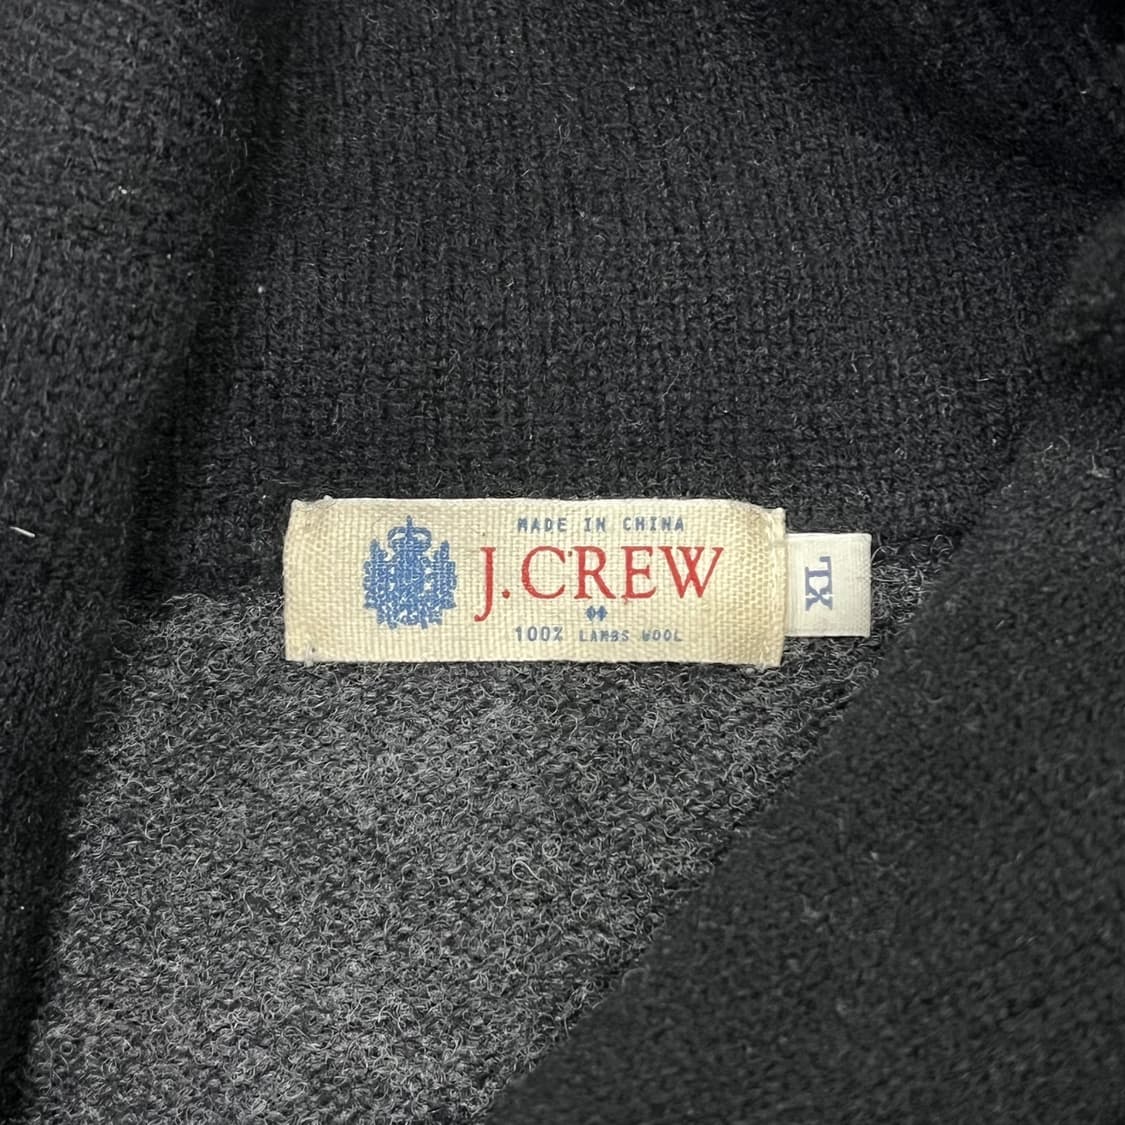 MADE IN CHINA
J.CREW
100% LAMBS WOOL
XL